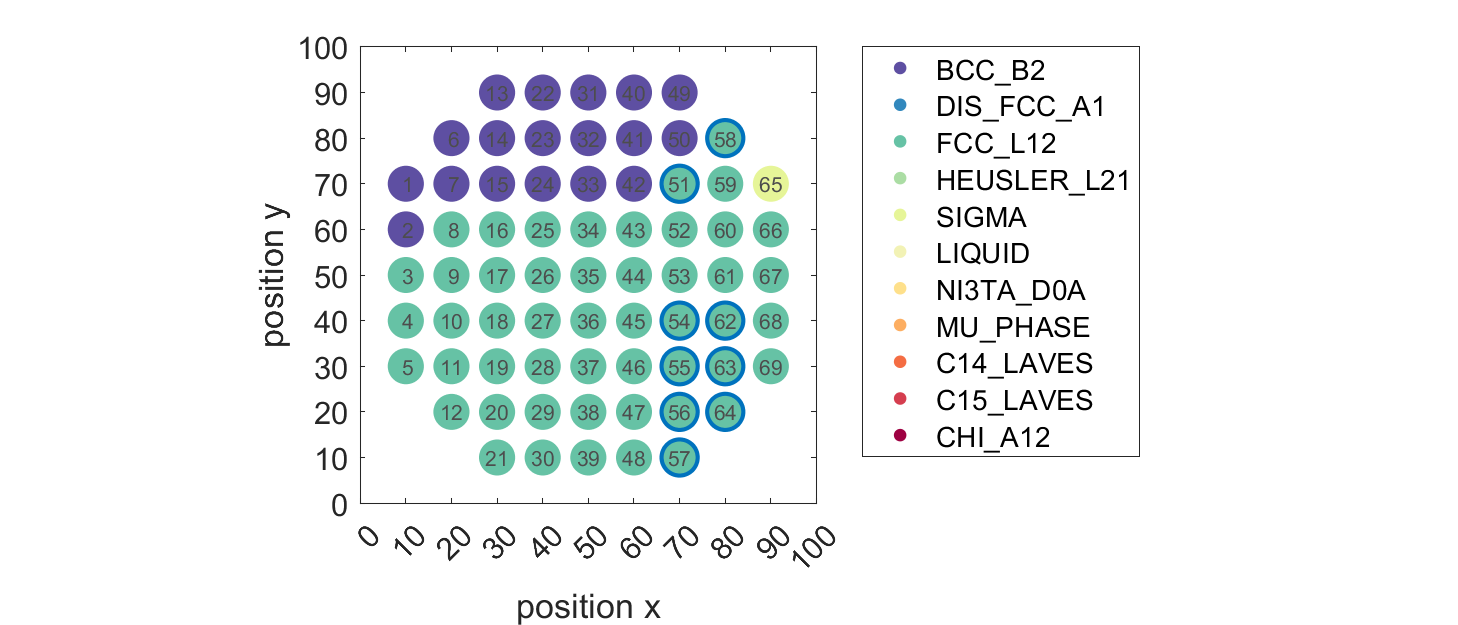 100
90
80
70
60
50
40
30
20
10
0
position y
13 22 31 40 49
6 14 23 32 41 50 58
1 7 15 24 33 42 51 59 65
2 8 16 25 34 43 52 60 66
3 9 17 26 35 44 53 61 67
4 10 18 27 36 45 54 62 68
5 11 19 28 37 46 55 63 69
12 20 29 38 47 56 64
21 30 39 48 57
0 10 20 30 40 50 60 70 80 90 100
position x
BCC_B2
DIS_FCC_A1
FCC_L12
HEUSLER_L21
SIGMA
LIQUID
NI3TA_D0A
MU_PHASE
C14_LAVES
C15_LAVES
CHI_A12